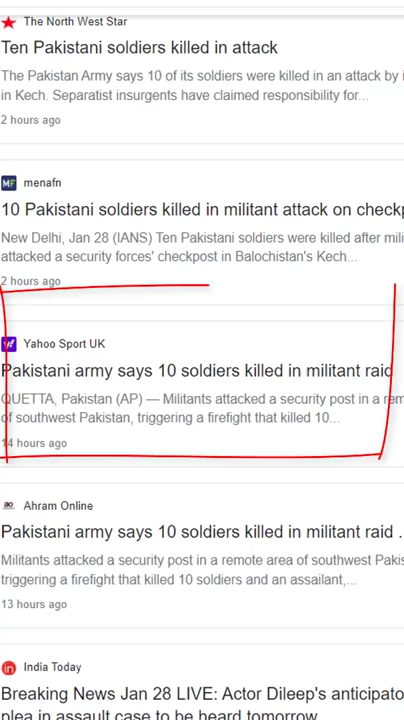 The North West Star
Ten Pakistani soldiers killed in attack
The Pakistan Army says 10 of its soldiers were killed in an attack by i
in Kech. Separatist insurgents have claimed responsibility for...
2 hours ago
MF menafn
10 Pakistani soldiers killed in militant attack on checkp
New Delhi, Jan 28 (IANS) Ten Pakistani soldiers were killed after mili
attacked a security forces' checkpost in Balochistan's Kech...
2 hours ago
Yahoo Sport UK
Pakistani army says 10 soldiers killed in militant raid
QUETTA, Pakistan (AP) — Militants attacked a security post in a rem
of southwest Pakistan, triggering a firefight that killed 10...
14 hours ago
Ahram Online
Pakistani army says 10 soldiers killed in militant raid .
Militants attacked a security post in a remote area of southwest Pakis
triggering a firefight that killed 10 soldiers and an assailant,...
13 hours ago
India Today
Breaking News Jan 28 LIVE: Actor Dileep's anticipato
plea in assault case to be heard tomorrow